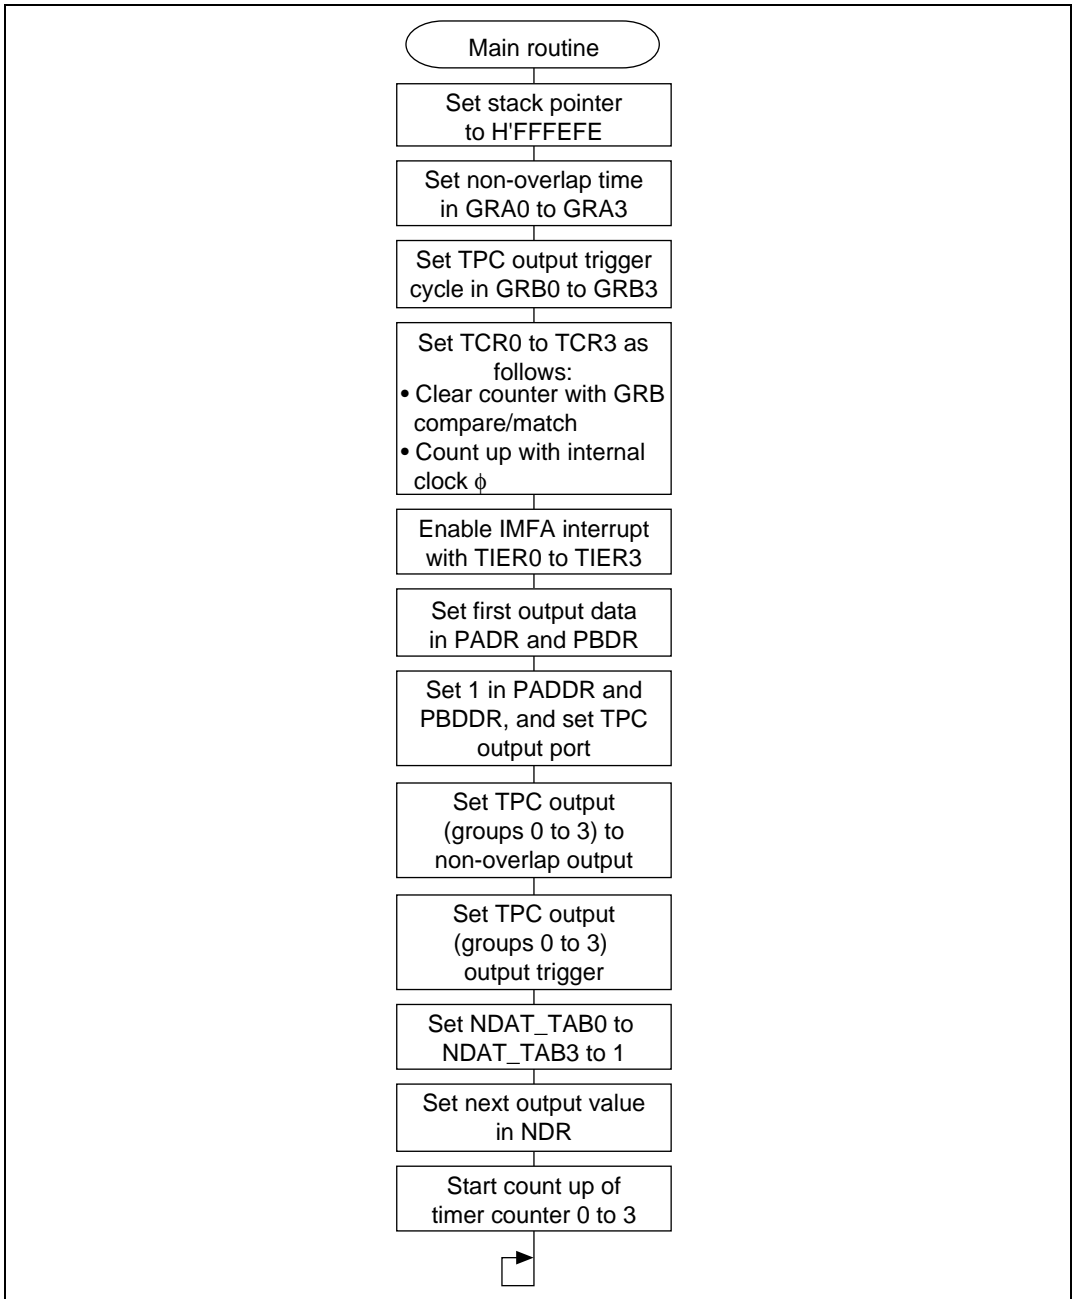 Main routine
Set stack pointer
to H'FFFEFE
Set non-overlap time
in GRA0 to GRA3
Set TPC output trigger
cycle in GRB0 to GRB3
Set TCR0 to TCR3 as
follows:
• Clear counter with GRB
compare/match
• Count up with internal
clock ϕ
Enable IMFA interrupt
with TIER0 to TIER3
Set first output data
in PADR and PBDR
Set 1 in PADDR and
PBDDR, and set TPC
output port
Set TPC output
(groups 0 to 3) to
non-overlap output
Set TPC output
(groups 0 to 3)
output trigger
Set NDAT_TAB0 to
NDAT_TAB3 to 1
Set next output value
in NDR
Start count up of
timer counter 0 to 3